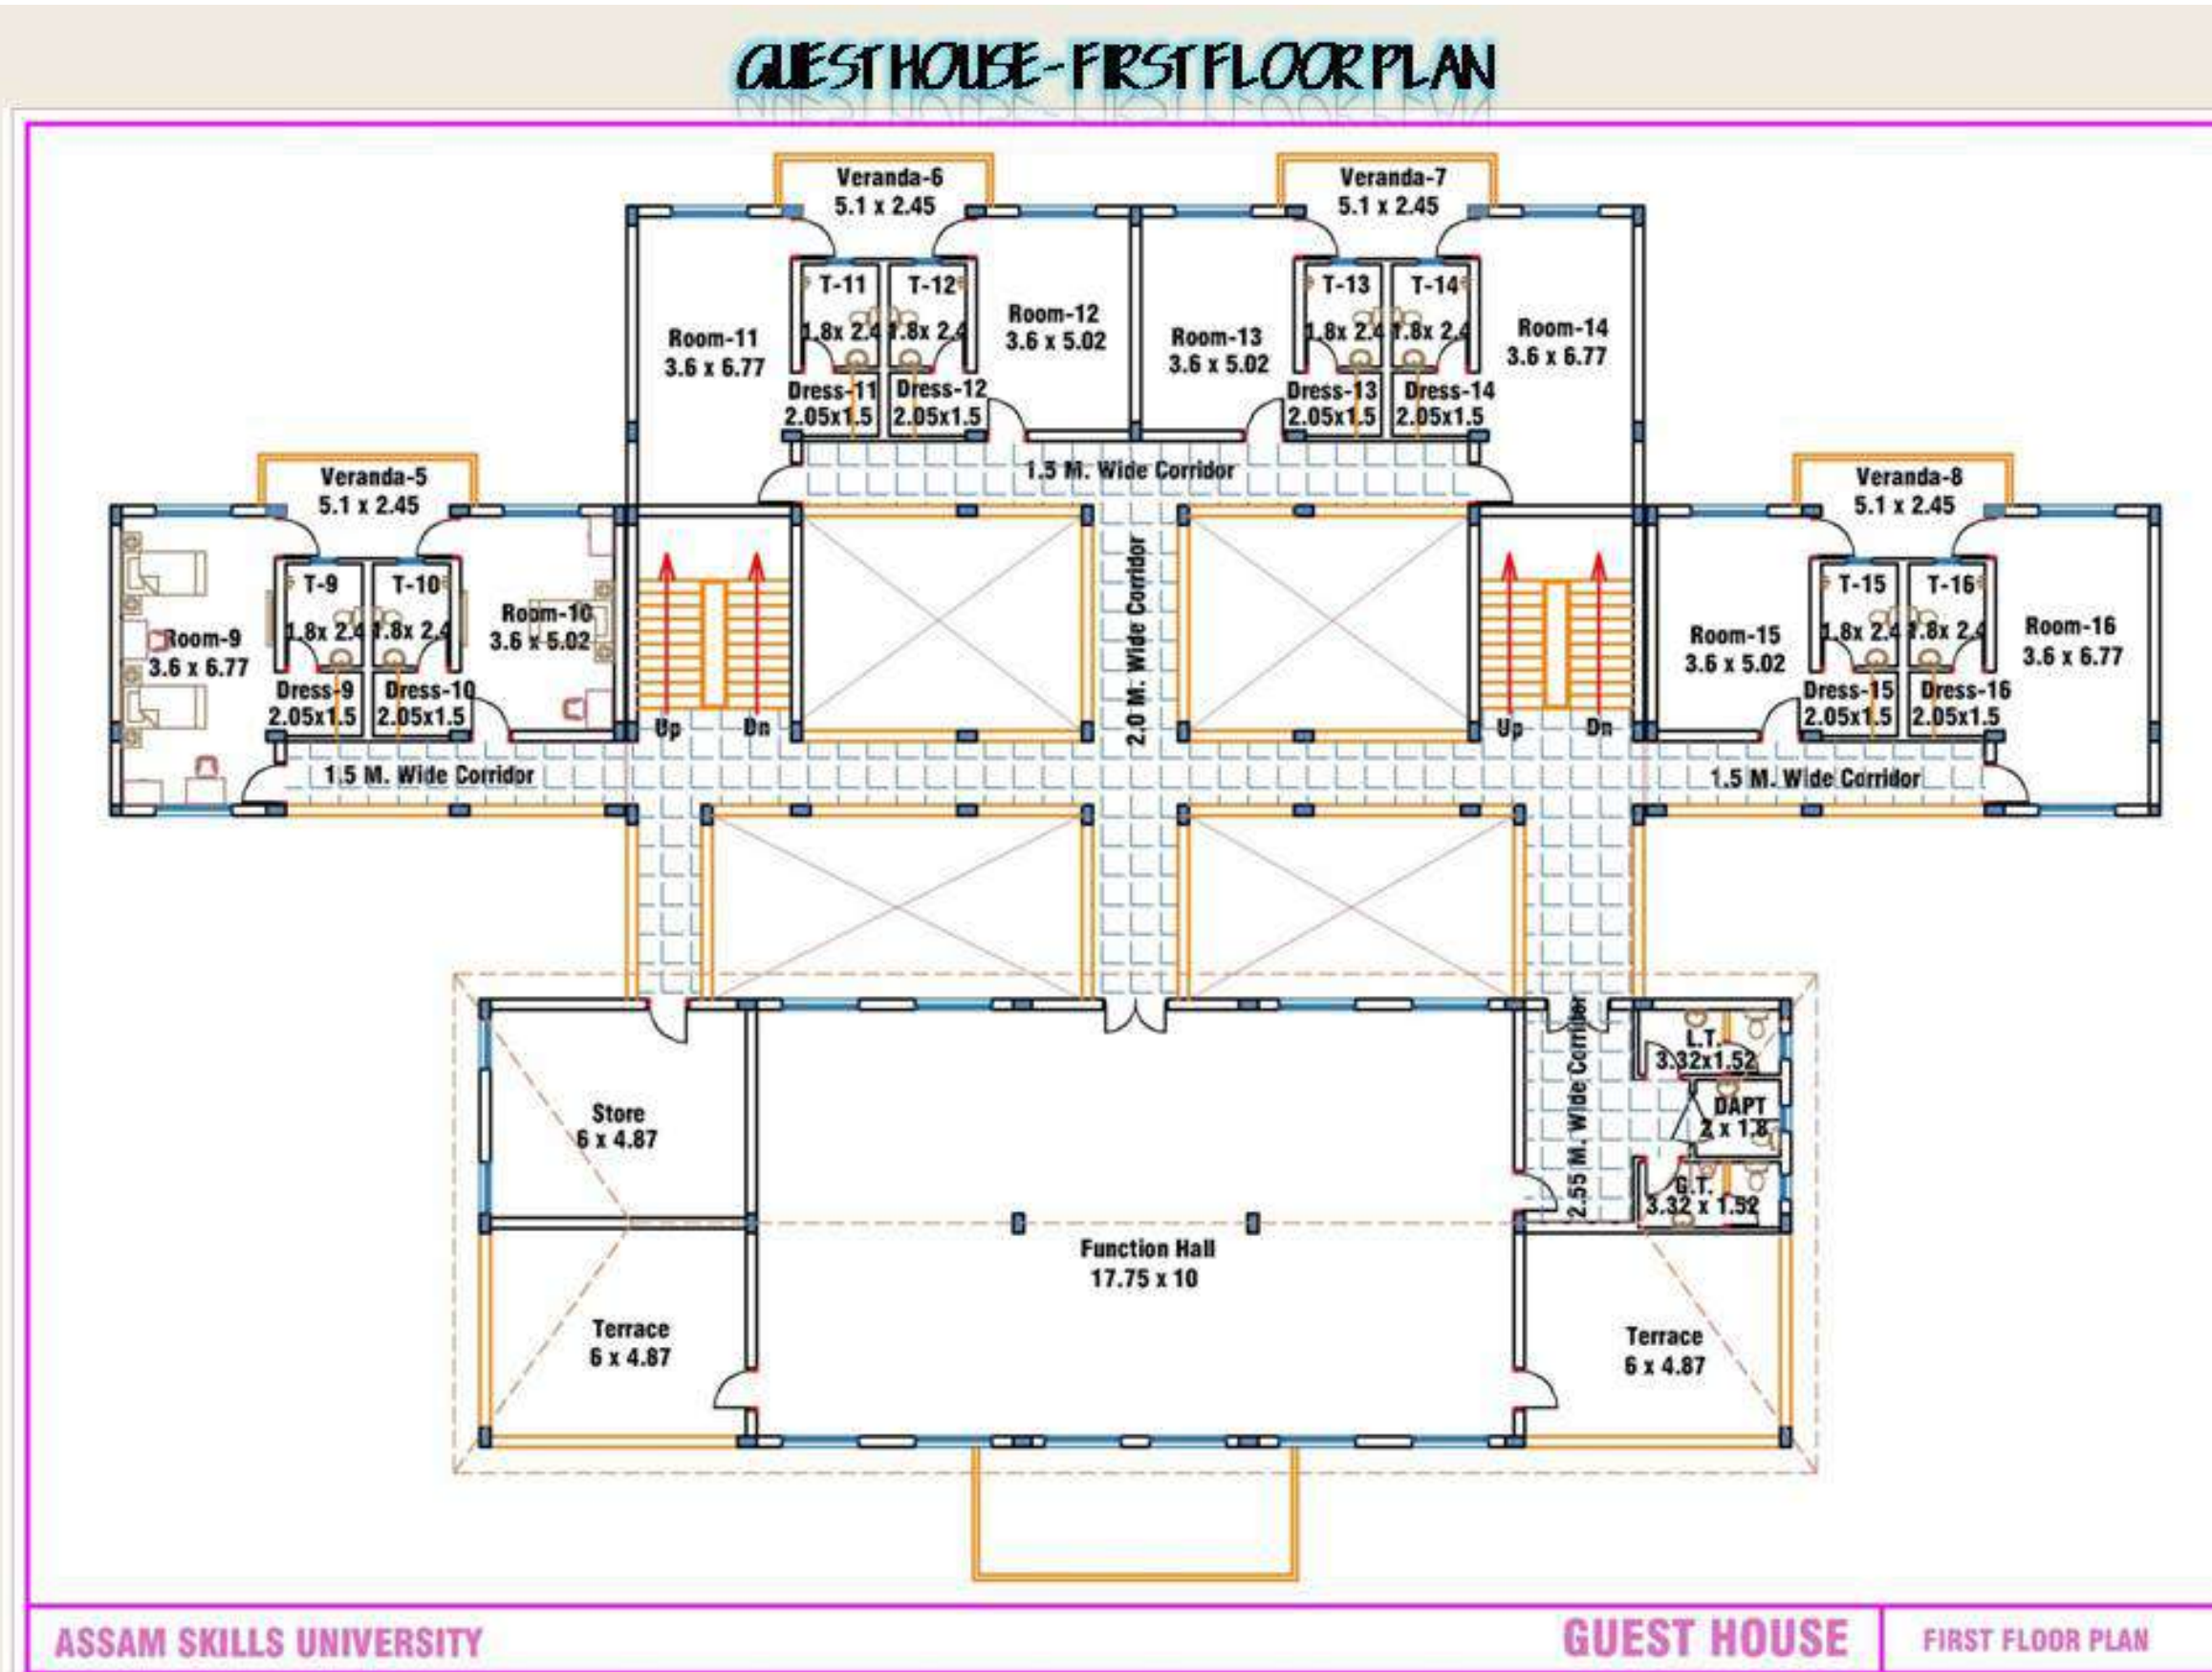 GUEST HOUSE - FIRST FLOOR PLAN
Veranda-6
5.1 x 2.45
Veranda-7
5.1 x 2.45
T-11
1.8x 2.4
T-12
1.8x 2.4
T-13
1.8x 2.4
T-14
1.8x 2.4
Room-11
3.6 x 6.77
Room-12
3.6 x 5.02
Room-13
3.6 x 5.02
Room-14
3.6 x 6.77
Dress-11
2.05x1.5
Dress-12
2.05x1.5
Dress-13
2.05x1.5
Dress-14
2.05x1.5
1.5 M. Wide Corridor
Veranda-5
5.1 x 2.45
Veranda-8
5.1 x 2.45
T-9
1.8x 2.4
T-10
1.8x 2.4
Room-9
3.6 x 6.77
Room-10
3.6 x 5.02
Dress-9
2.05x1.5
Dress-10
2.05x1.5
Up
Dn
2.0 M. Wide Corridor
Up
Dn
T-15
1.8x 2.4
T-16
1.8x 2.4
Room-15
3.6 x 5.02
Room-16
3.6 x 6.77
Dress-15
2.05x1.5
Dress-16
2.05x1.5
1.5 M. Wide Corridor
1.5 M. Wide Corridor
Store
6 x 4.87
2.55 M. Wide Corridor
L.T.
3.32x1.52
DAPT
2 x 1.8
G.T.
3.32 x 1.52
Function Hall
17.75 x 10
Terrace
6 x 4.87
Terrace
6 x 4.87
ASSAM SKILLS UNIVERSITY
GUEST HOUSE
FIRST FLOOR PLAN